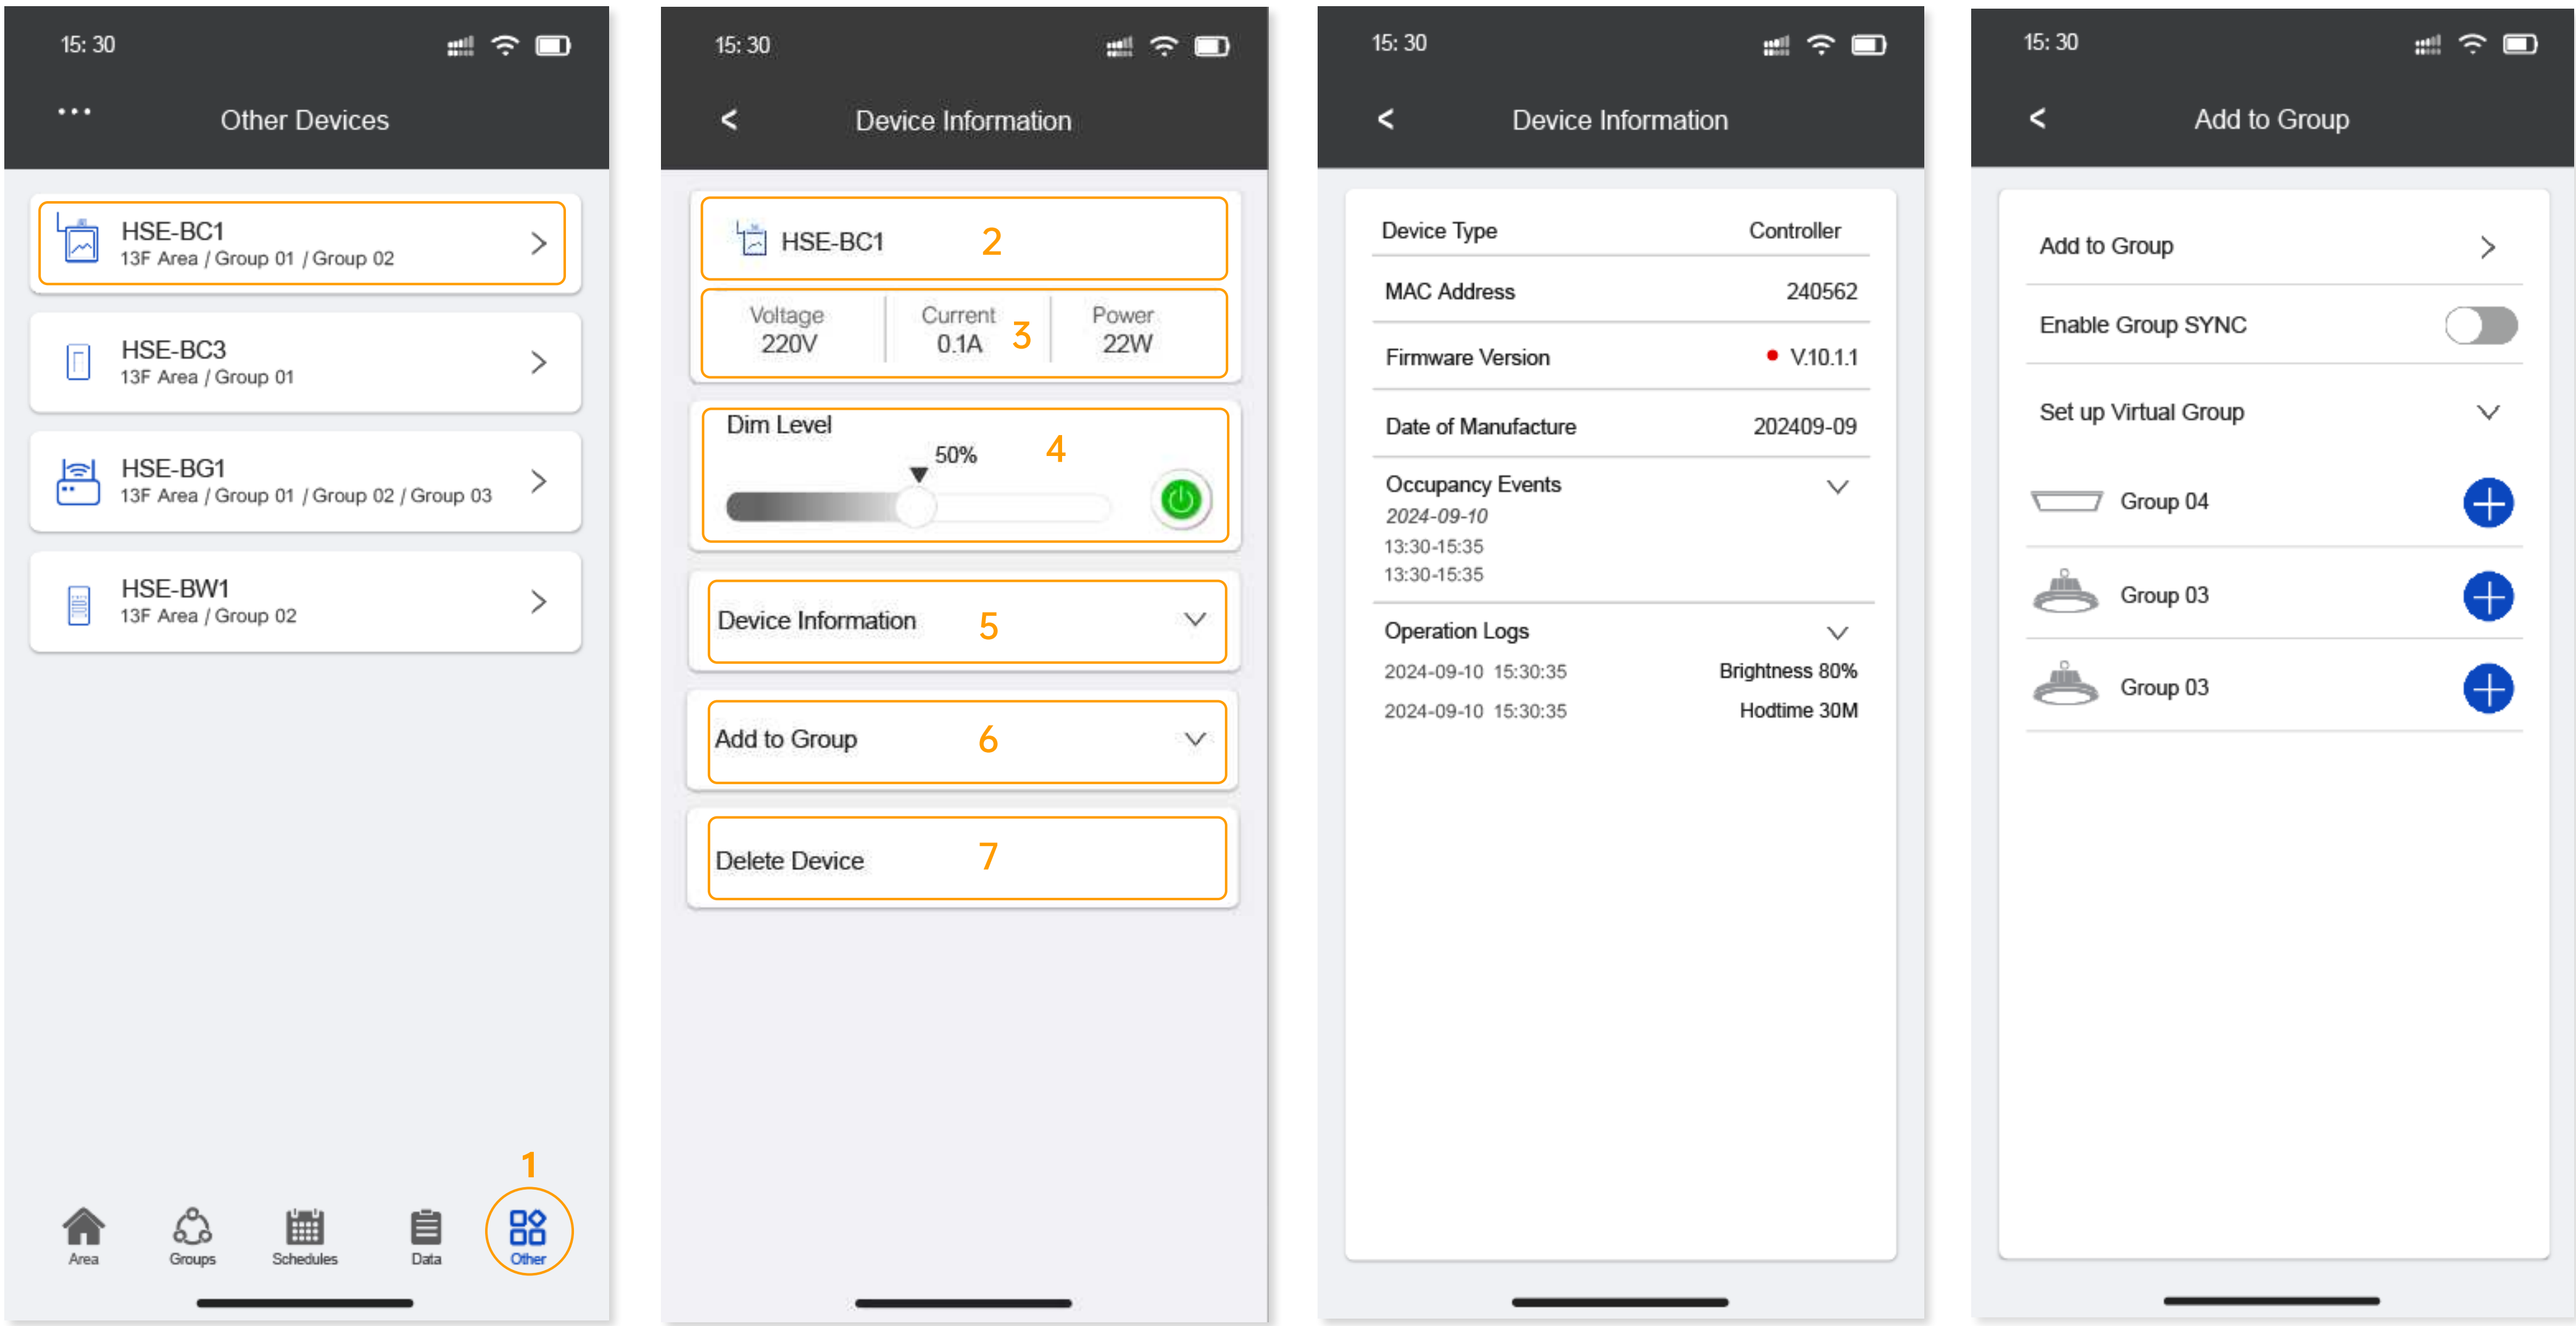 15: 30
Other Devices
HSE-BC1
13F Area / Group 01 / Group 02
HSE-BC3
13F Area / Group 01
HSE-BG1
13F Area / Group 01 / Group 02 / Group 03
HSE-BW1
13F Area / Group 02
1
Area
Groups
Schedules
Data
Other
15: 30
<
Device Information
HSE-BC1
2
Voltage
Current
Power
220V
0.1A
3
22W
Dim Level
50%
4
Device Information
5
Add to Group
6
Delete Device
7
15: 30
<
Device Information
Device Type
Controller
MAC Address
240562
Firmware Version
• V.10.1.1
Date of Manufacture
202409-09
Occupancy Events
2024-09-10
13:30-15:35
13:30-15:35
Operation Logs
2024-09-10 15:30:35
Brightness 80%
2024-09-10 15:30:35
Hodtime 30M
15: 30
<
Add to Group
Add to Group
Enable Group SYNC
Set up Virtual Group
Group 04
Group 03
Group 03